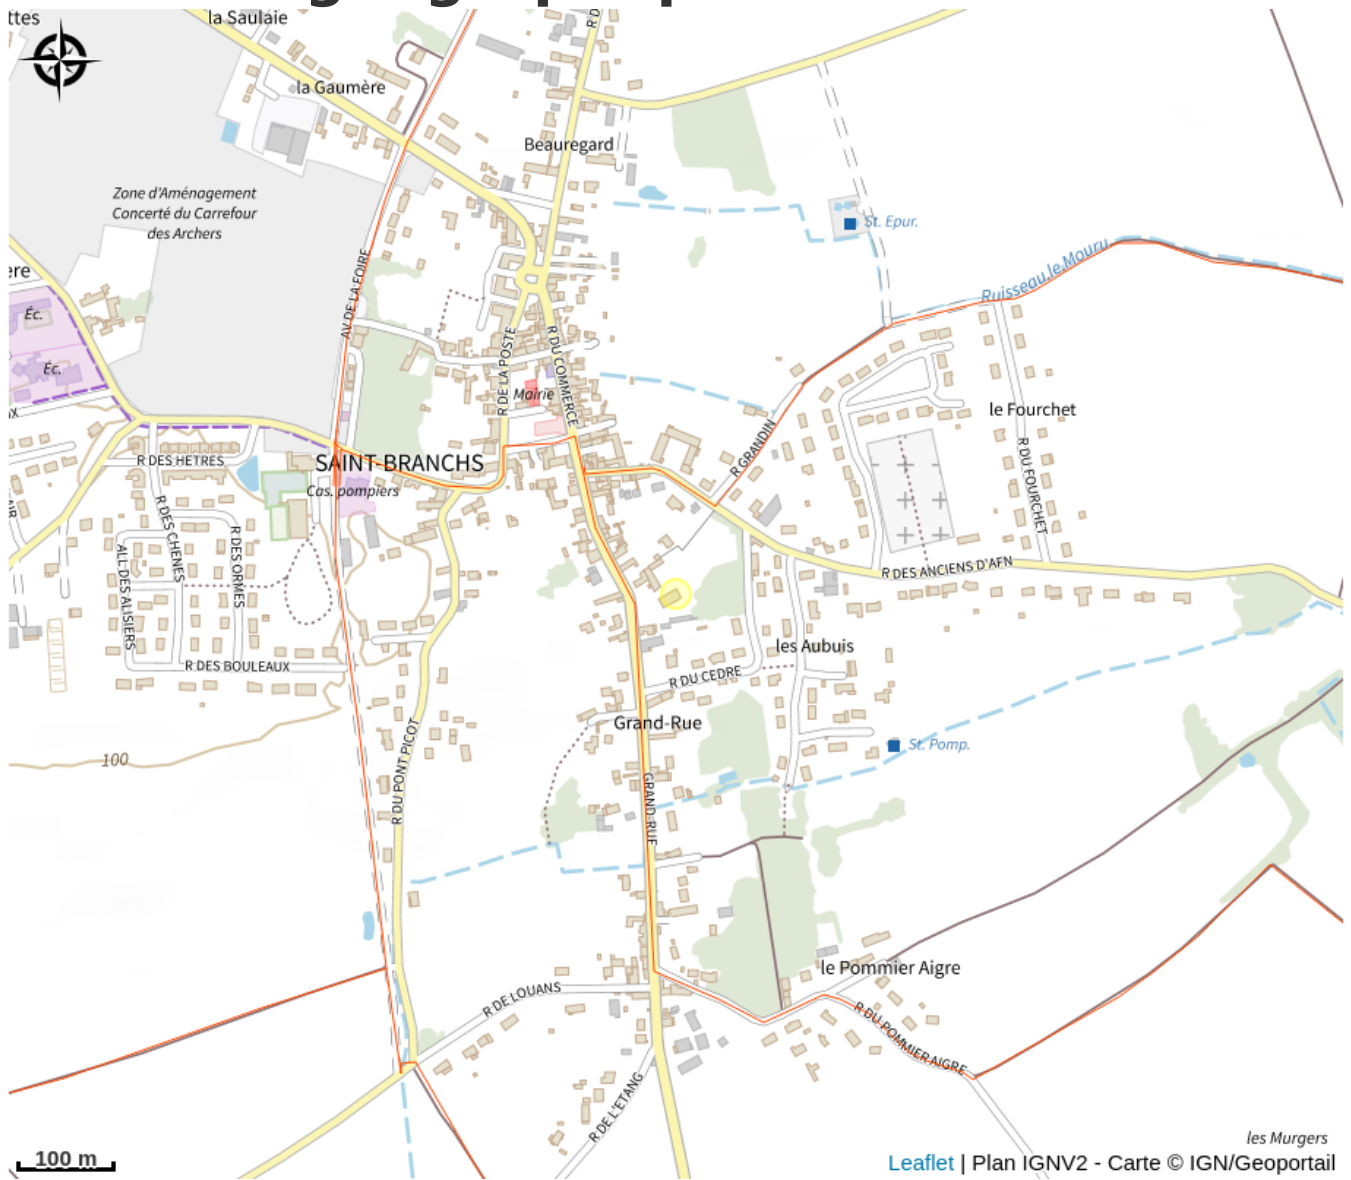 ttes
la Saulaie
R D
la Gaumère
Beauregard
Zone d'Aménagement
Concerté du Carrefour
des Archers
St. Epur.
Ruisseau le Mouru
ere
Éc.
AV DE LA FOIRE
R DE LA POSTE
R DU COMMERCE
Éc.
Mairie
le Fourchet
R GRANDIN
R DU FOURCHET
R DES HETRES
SAINT-BRANCHS
Cas. pompiers
R DES CHENES
R DES ORMES
ALL DES ALISIERS
R DES ANCIENS D'AFN
les Aubuis
R DES BOULEAUX
R DU CEDRE
Grand-Rue
R DU PONT PICOT
St. Pomp.
100
GRAND RUE
le Pommier Aigre
R DE LOUANS
R DU POMMIER AIGRE
R DE L'ETANG
les Murgers
100 m
Leaflet | Plan IGNV2 - Carte © IGN/Geoportail